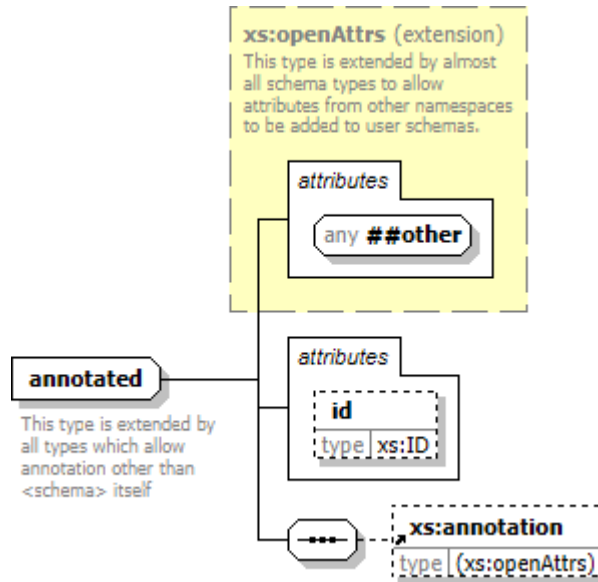 xs:openAttrs (extension)
This type is extended by almost
all schema types to allow
attributes from other namespaces
to be added to user schemas.
attributes
any ##other
annotated
This type is extended by
all types which allow
annotation other than
<schema> itself
attributes
id
type xs:ID
xs:annotation
type (xs:openAttrs)